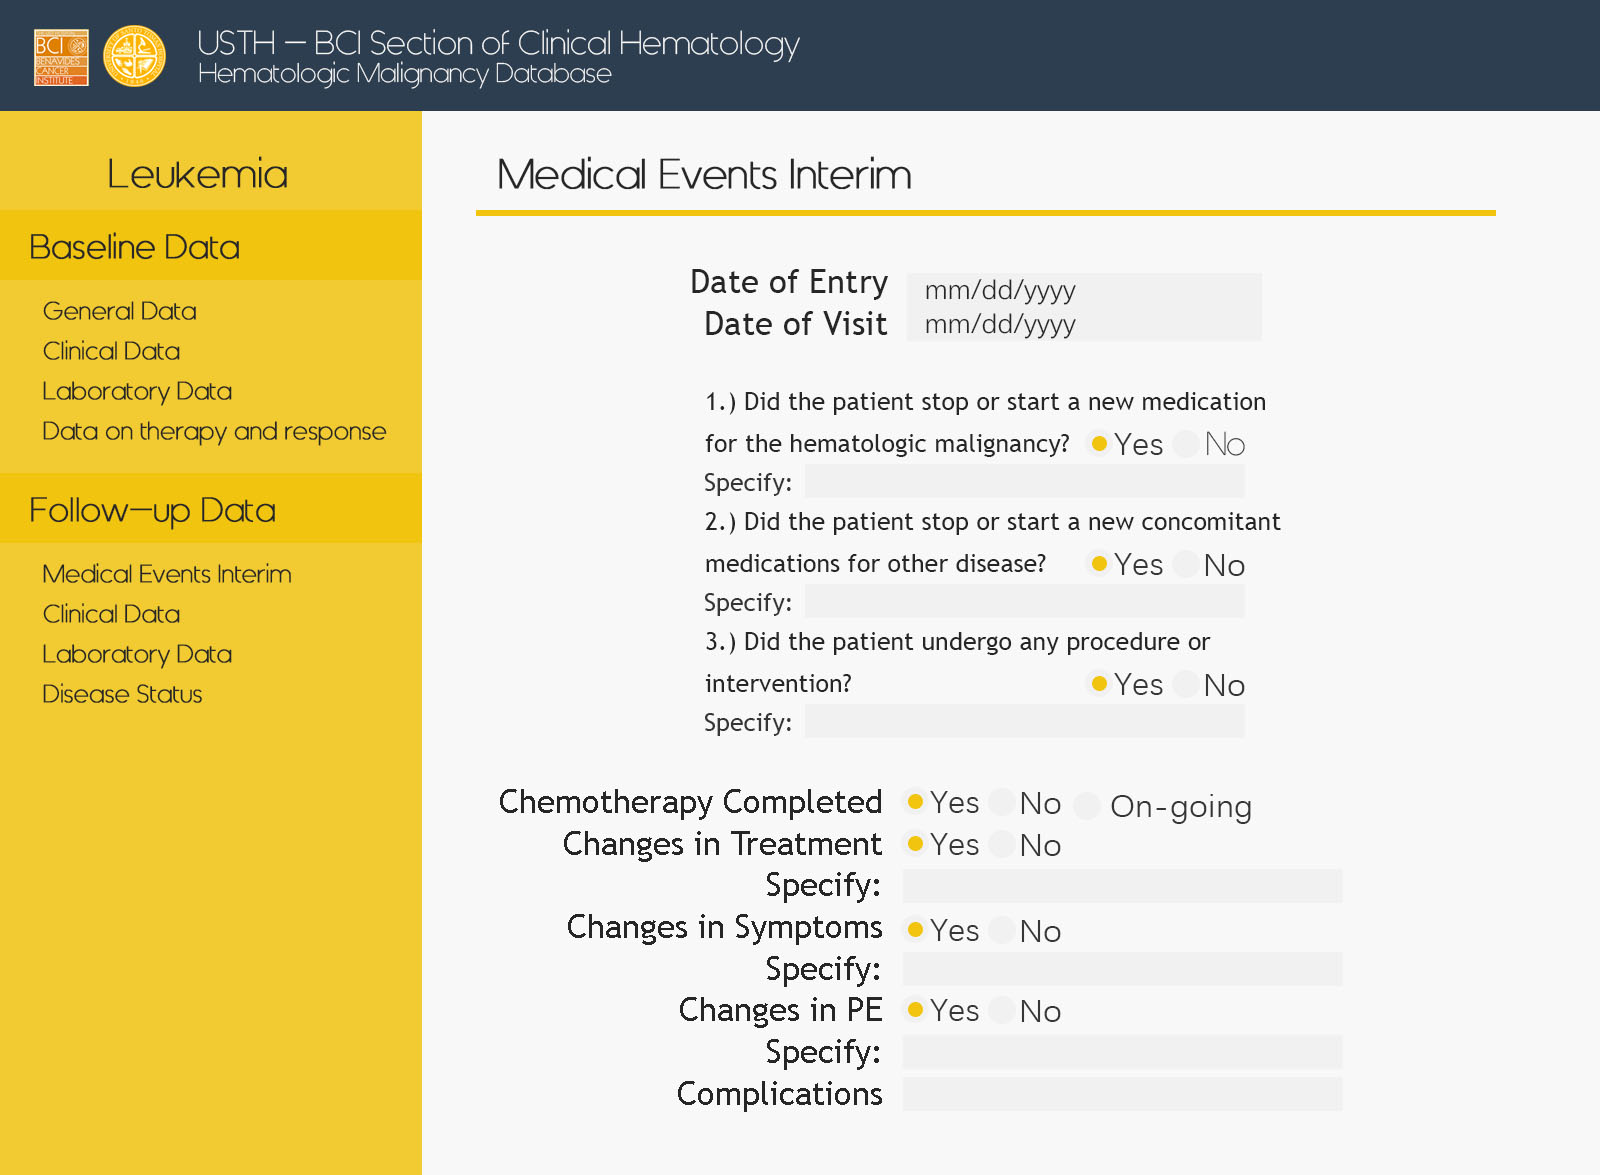 BCI
BENAVIDES
CANCER
INSTITUTE
USTH – BCI Section of Clinical Hematology
Hematologic Malignancy Database
Leukemia
Baseline Data
General Data
Clinical Data
Laboratory Data
Data on therapy and response
Follow-up Data
Medical Events Interim
Clinical Data
Laboratory Data
Disease Status
Medical Events Interim
Date of Entry mm/dd/yyyy
Date of Visit mm/dd/yyyy
1.) Did the patient stop or start a new medication
for the hematologic malignancy? Yes No
Specify:
2.) Did the patient stop or start a new concomitant
medications for other disease? Yes No
Specify:
3.) Did the patient undergo any procedure or
intervention? Yes No
Specify:
Chemotherapy Completed Yes No On-going
Changes in Treatment Yes No
Specify:
Changes in Symptoms Yes No
Specify:
Changes in PE Yes No
Specify:
Complications